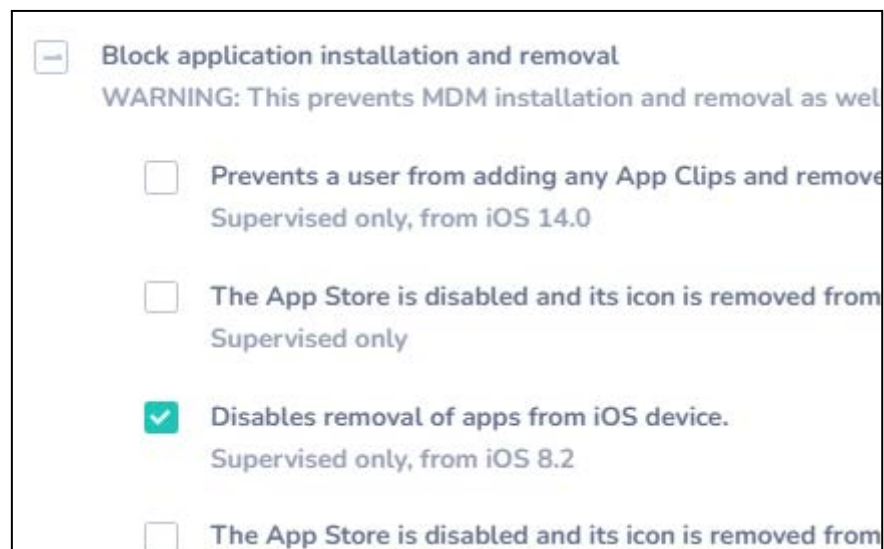 Block application installation and removal
WARNING: This prevents MDM installation and removal as wel
Prevents a user from adding any App Clips and remove
Supervised only, from iOS 14.0
The App Store is disabled and its icon is removed from
Supervised only
Disables removal of apps from iOS device.
Supervised only, from iOS 8.2
The App Store is disabled and its icon is removed from